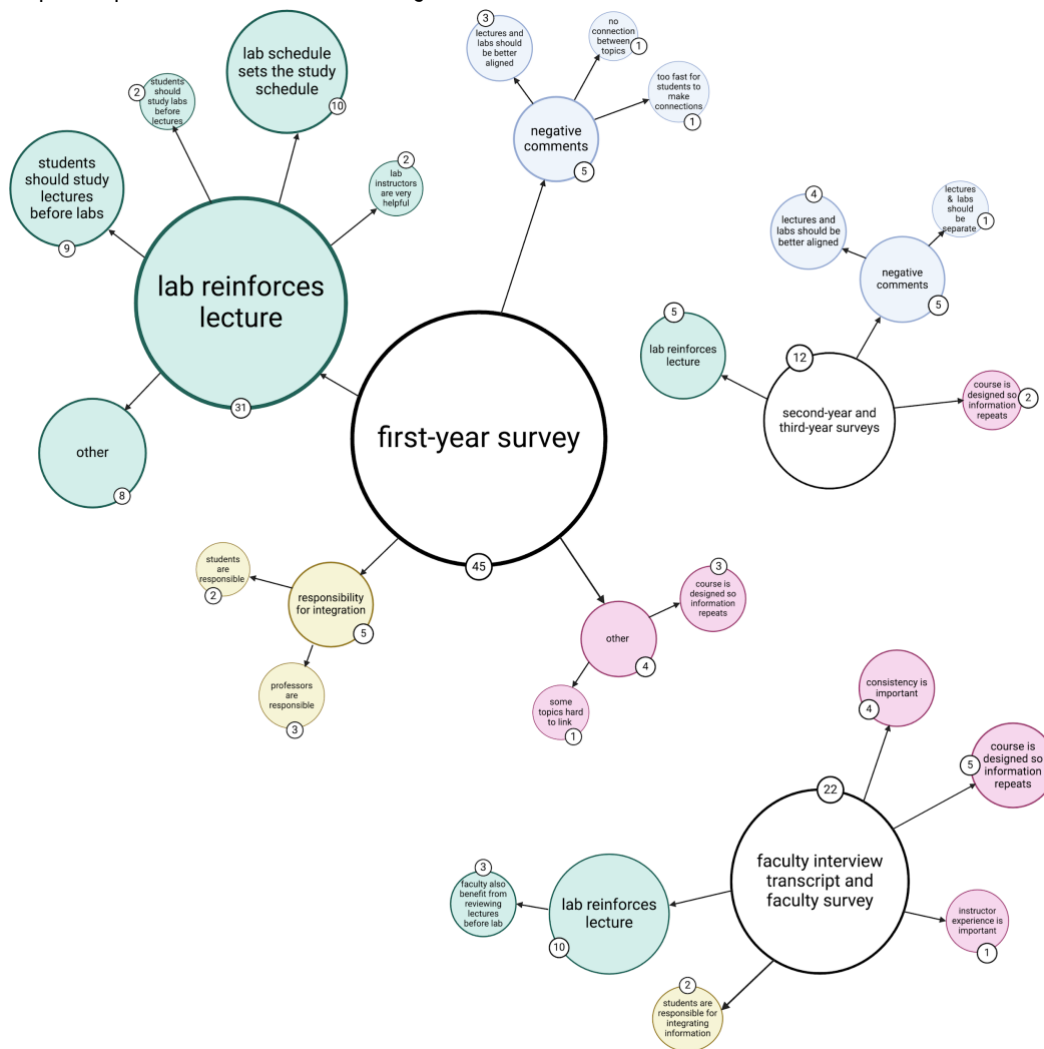 3
lectures and
labs should
be better
aligned
no
connection
between
topics
1
too fast for
students to
make
connections
1
negative
comments
5
lab schedule
sets the study
schedule
10
2
students
should
study labs
before
lectures
students
should study
lectures
before labs
9
2
lab
instructors
are very
helpful
lab reinforces
lecture
31
other
8
4
lectures and
labs should be
better aligned
lectures
& labs
should
be
separate
1
negative
comments
5
5
lab reinforces
lecture
12
second-year and
third-year surveys
course is
designed so
information
repeats
2
first-year survey
45
students
are
responsible
2
responsibility
for integration
5
professors
are
responsible
3
3
course is
designed so
information
repeats
other
4
some
topics hard
to link
1
consistency is
important
4
course is
designed so
information
repeats
5
22
faculty interview
transcript and
faculty survey
3
faculty also
benefit from
reviewing
lectures
before lab
lab reinforces
lecture
10
instructor
experience is
important
1
2
students are
responsible for
integrating
information